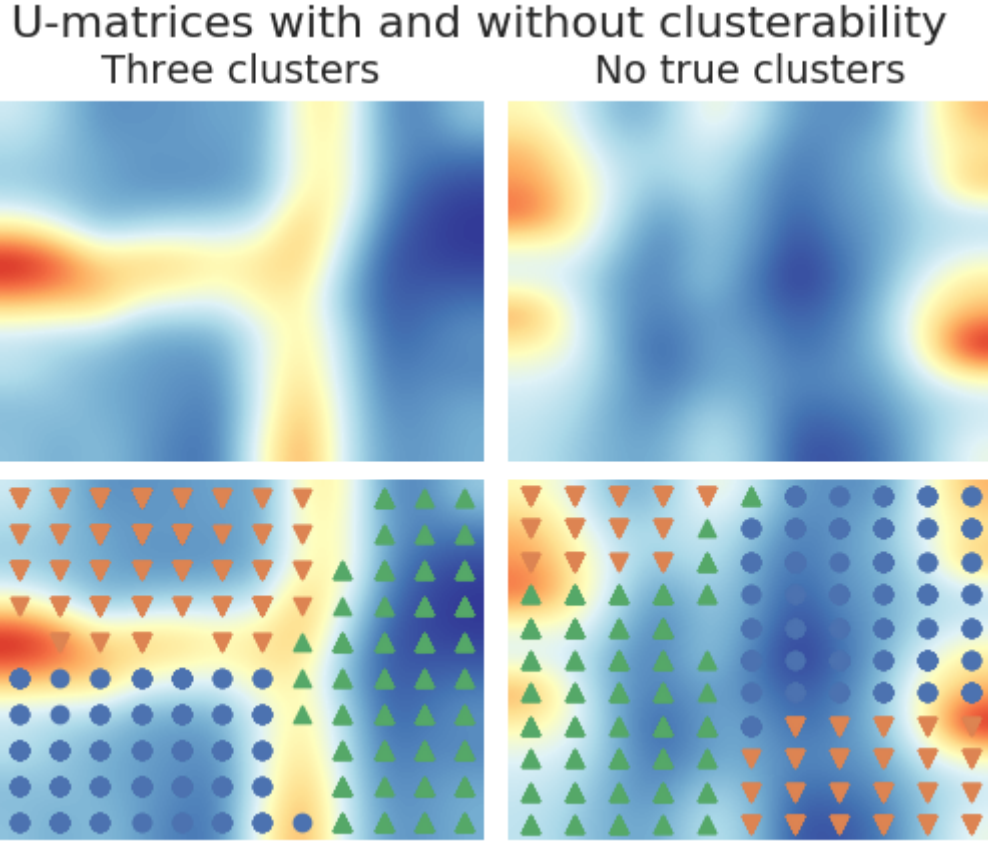 U-matrices with and without clusterability
Three clusters
No true clusters